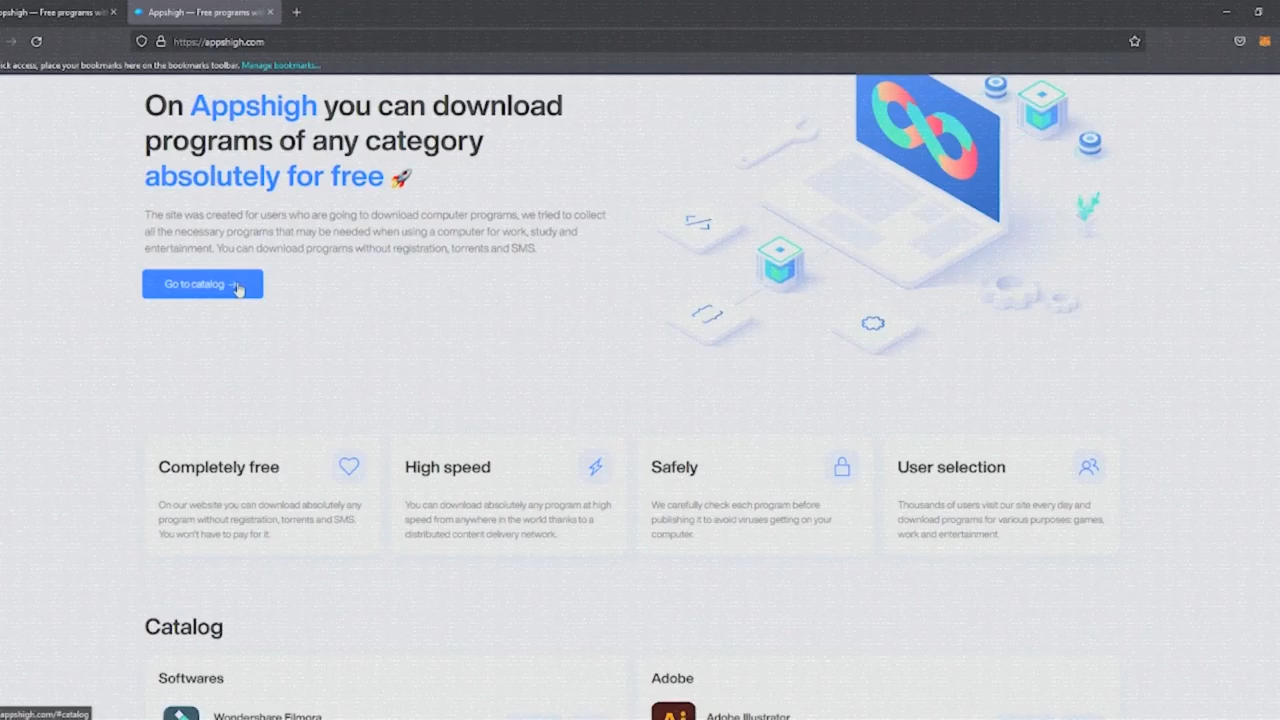 ppshigh — Free programs wi
Appshigh — Free programs wi
https://appshigh.com
ick access, place your bookmarks here on the bookmarks toolbar. Manage bookmarks...
On Appshigh you can download
programs of any category
absolutely for free 🚀
The site was created for users who are going to download computer programs, we tried to collect
all the necessary programs that may be needed when using a computer for work, study and
entertainment. You can download programs without registration, torrents and SMS.
Go to catalog →
Completely free
On our website you can download absolutely any
program without registration, torrents and SMS.
You won't have to pay for it.
High speed
You can download absolutely any program at high
speed from anywhere in the world thanks to a
distributed content delivery network.
Safely
We carefully check each program before
publishing it to avoid viruses getting on your
computer.
User selection
Thousands of users visit our site every day and
download programs for various purposes: games,
work and entertainment.
Catalog
Softwares
Wondershare Filmora
Adobe
Ai
Adobe Illustrator
appshigh.com/#catalog